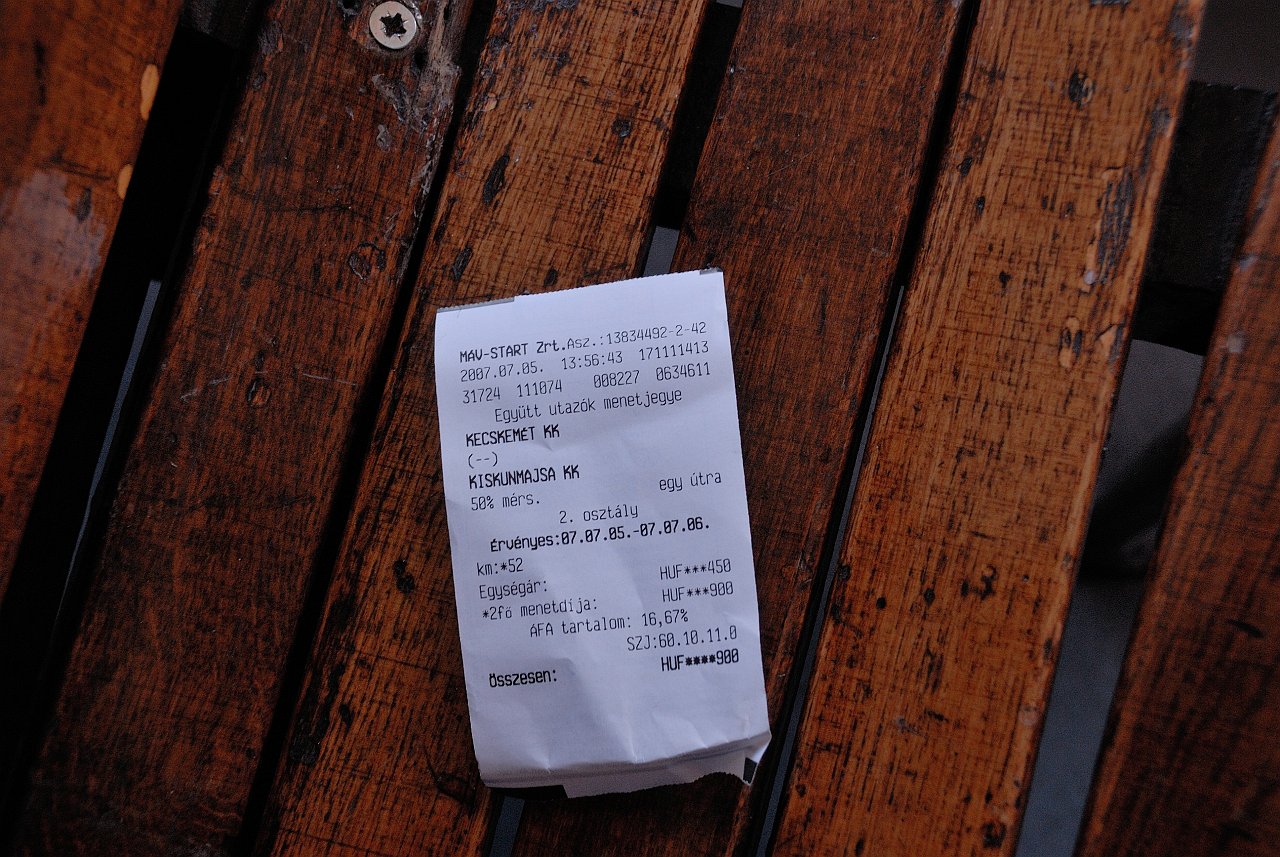 MÁV-START Zrt.Asz.:13834492-2-42
2007.07.05. 13:56:43 171111413
31724 111074 008227 0634611
Együtt utazók menetjegye
KECSKEMÉT KK
(--)
KISKUNMAJSA KK
50% mérs. egy útra
2. osztály
Érvényes:07.07.05.-07.07.06.
km:*52
Egységár: HUF***450
*2fő menetdíja: HUF***900
ÁFA tartalom: 16,67%
SZJ:60.10.11.0
Összesen: HUF****900